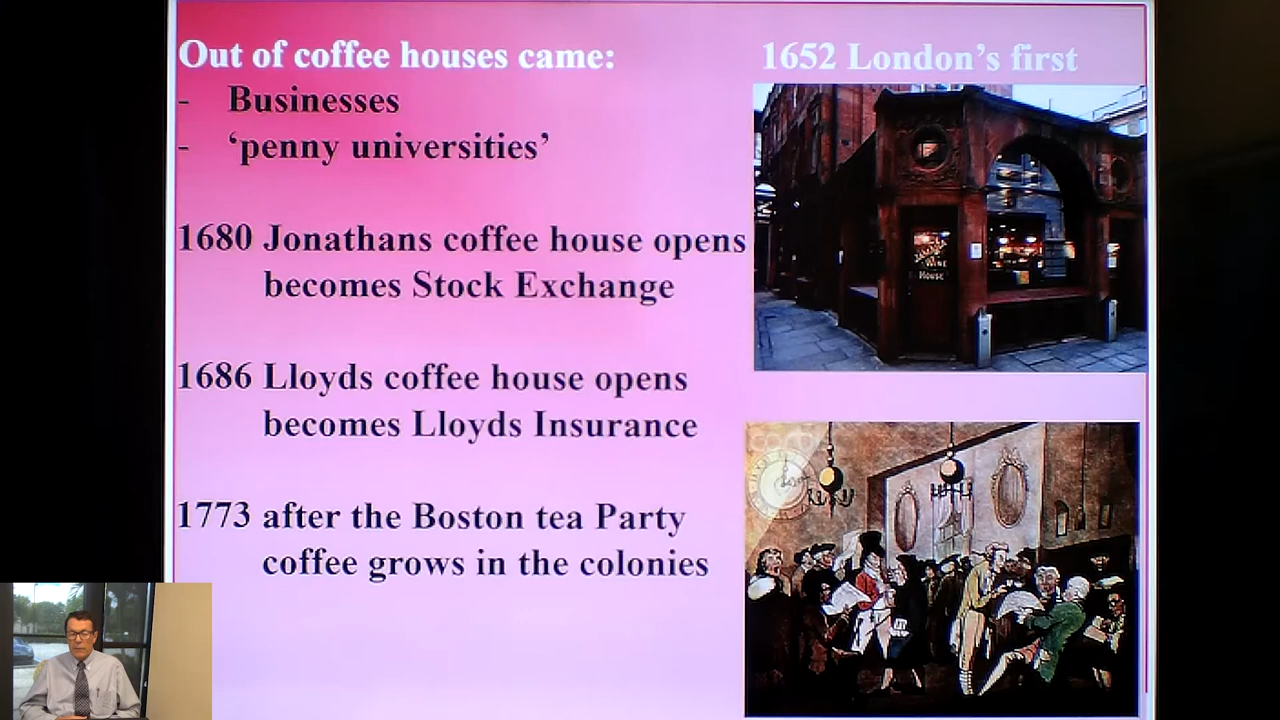 Out of coffee houses came:
- Businesses
- ‘penny universities’
1680 Jonathans coffee house opens
becomes Stock Exchange
1686 Lloyds coffee house opens
becomes Lloyds Insurance
1773 after the Boston tea Party
coffee grows in the colonies
1652 London’s first
WINE
HOUSE